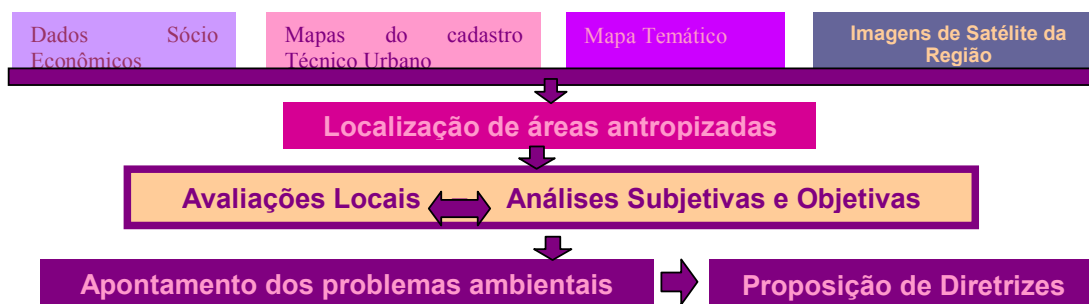 Dados Sócio
Econômicos
Mapas do cadastro
Técnico Urbano
Mapa Temático
Imagens de Satélite da
Região
Localização de áreas antropizadas
Avaliações Locais Análises Subjetivas e Objetivas
Apontamento dos problemas ambientais Proposição de Diretrizes